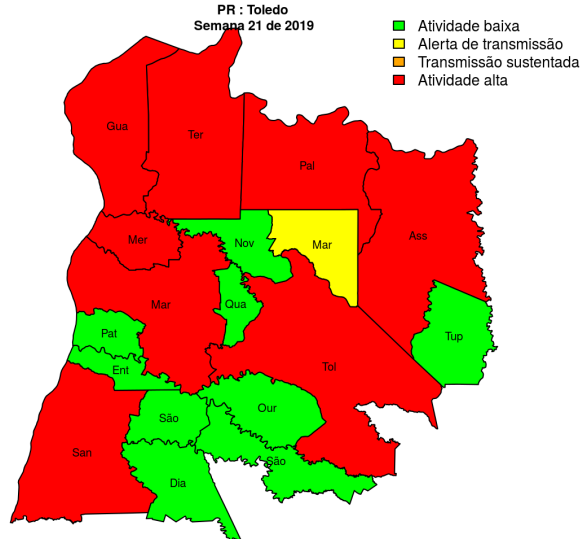 PR : Toledo
Semana 21 de 2019
Atividade baixa
Alerta de transmissão
Transmissão sustentada
Atividade alta
Gua
Ter
Pal
Mer
Nov
Mar
Ass
Mar
Qua
Pat
Tup
Ent
Tol
São
Our
San
São
Dia